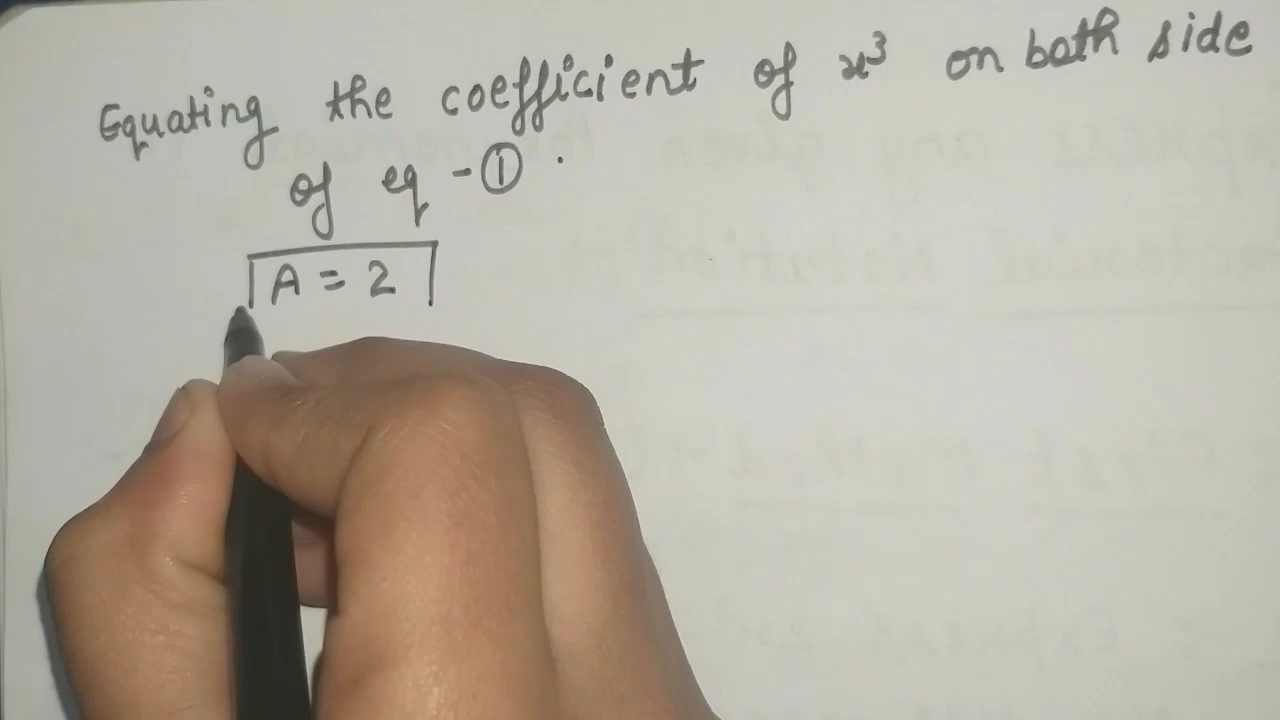 Equating the coefficient of x³ on both side
of eq - ① .
A = 2